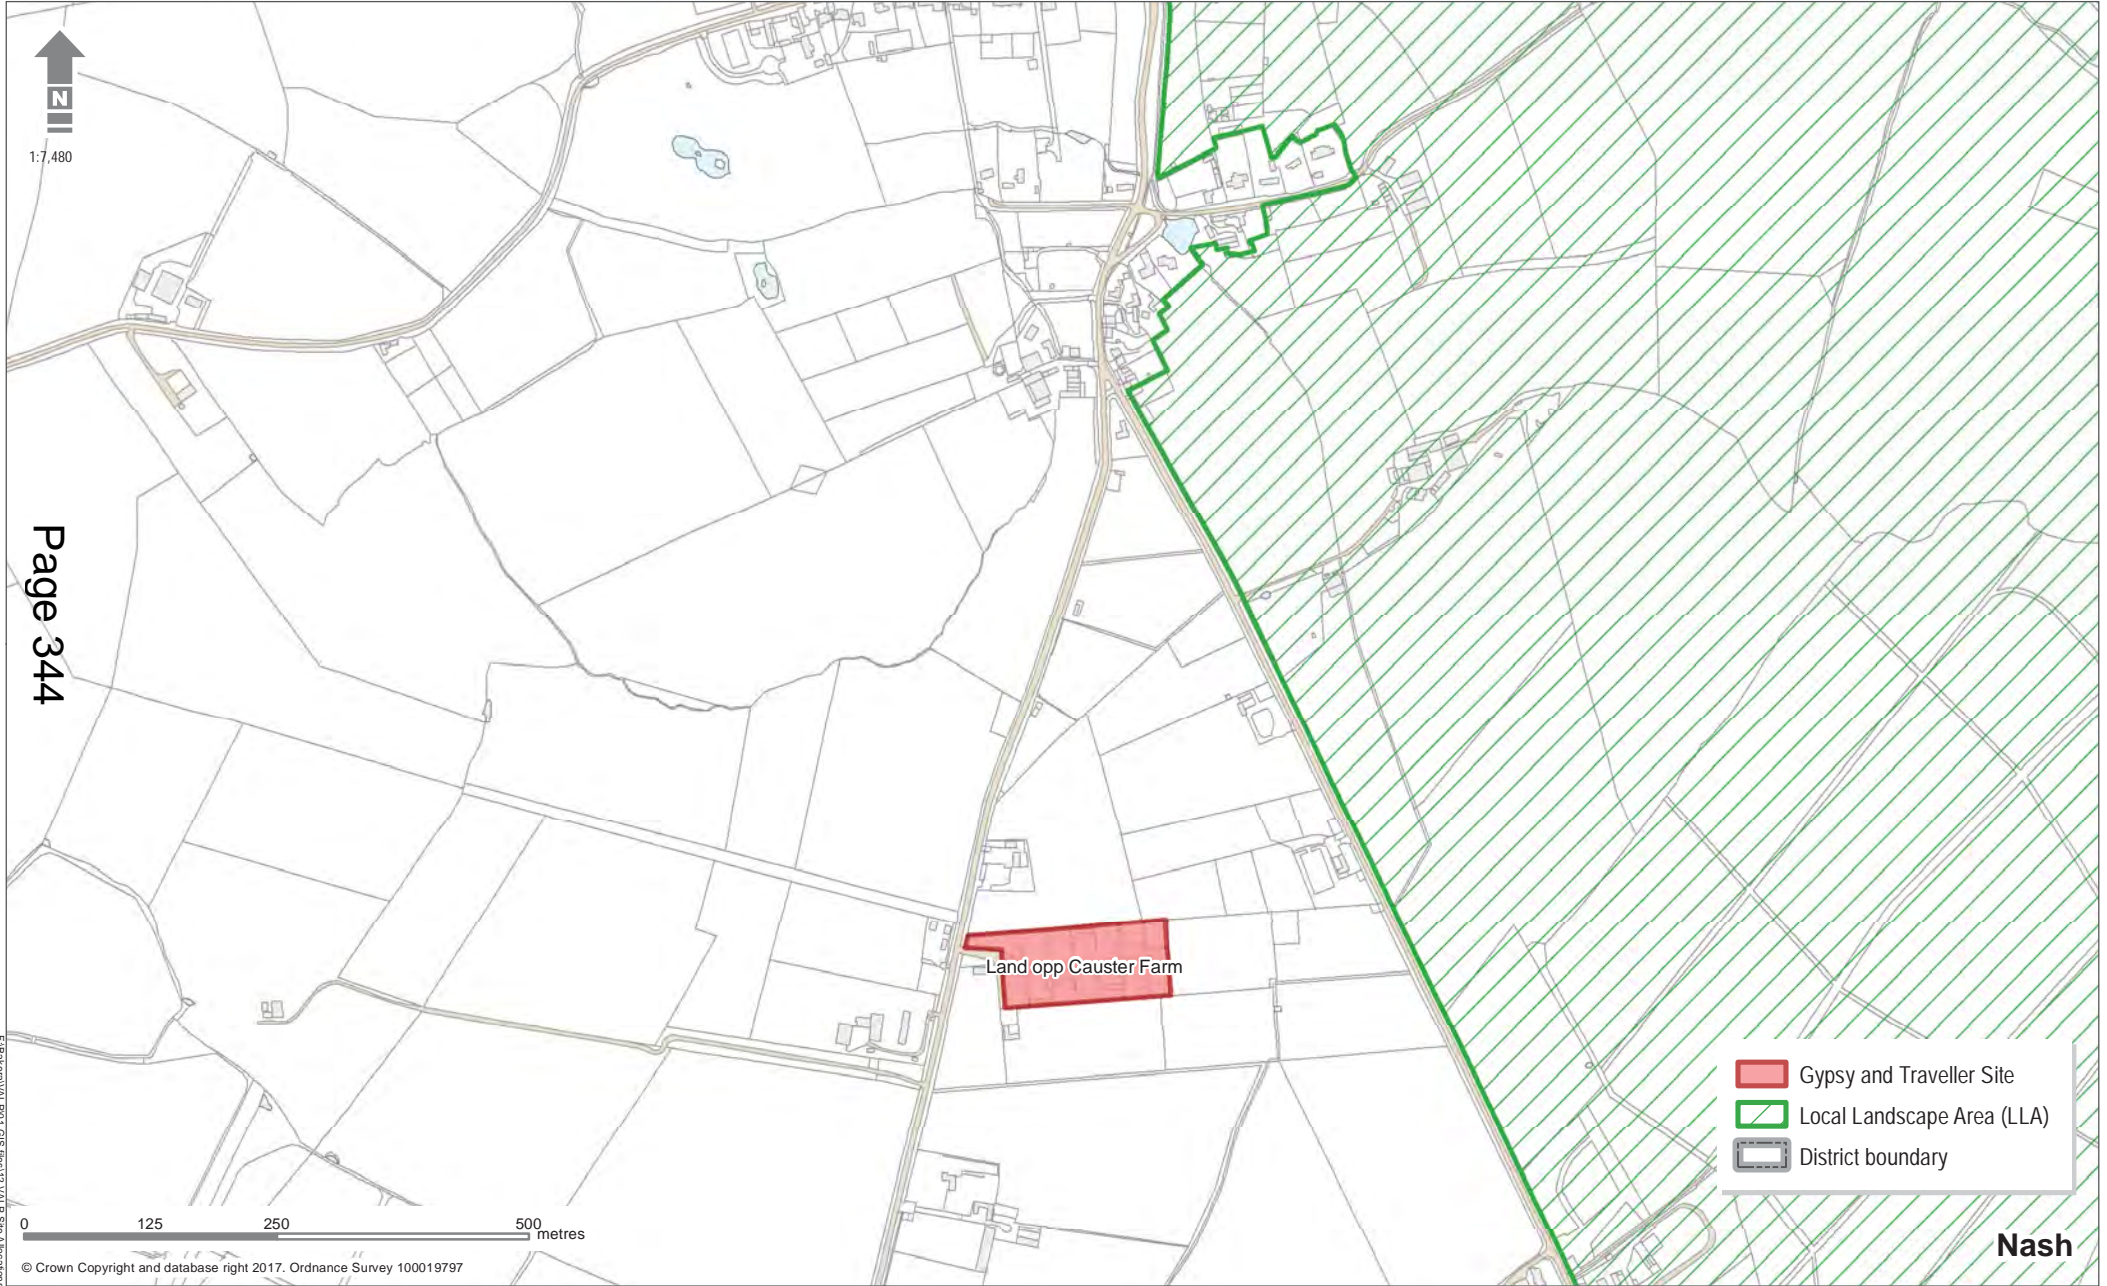 N
1:7,480
Page 344
Land opp Causter Farm
Gypsy and Traveller Site
Local Landscape Area (LLA)
District boundary
0 125 250 500
metres
© Crown Copyright and database right 2017. Ordnance Survey 100019797
Nash